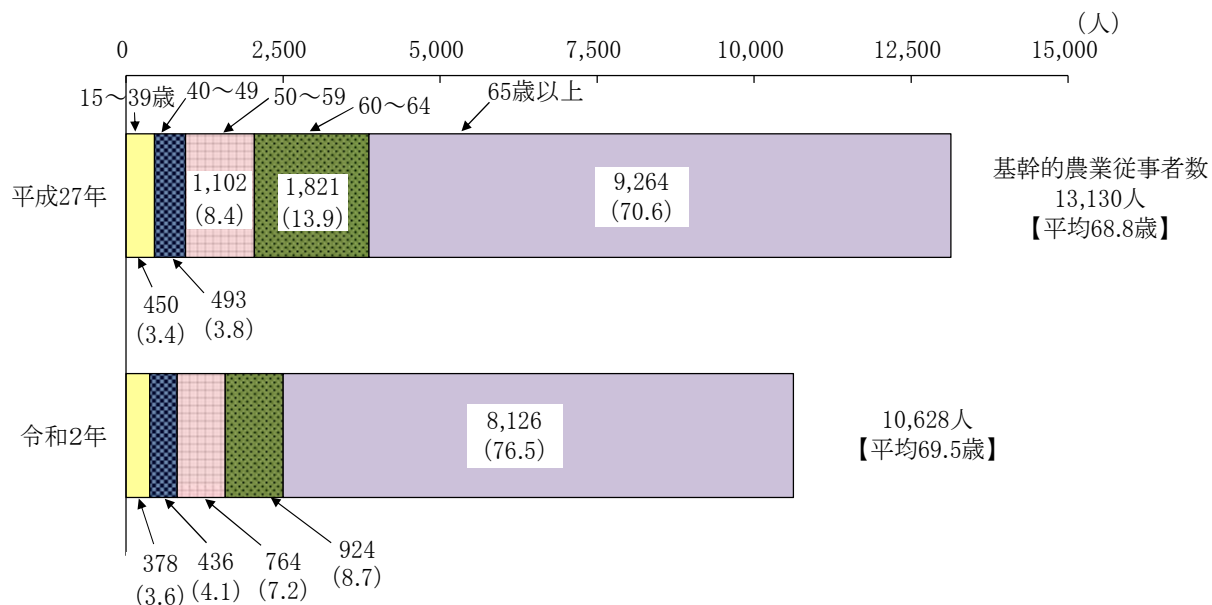 （人）
0 2,500 5,000 7,500 10,000 12,500 15,000
15～39歳 40～49 50～59 60～64 65歳以上
平成27年
1,102
(8.4)
1,821
(13.9)
9,264
(70.6)
基幹的農業従事者数
13,130人
【平均68.8歳】
450
(3.4)
493
(3.8)
令和2年
8,126
(76.5)
10,628人
【平均69.5歳】
378
(3.6)
436
(4.1)
764
(7.2)
924
(8.7)